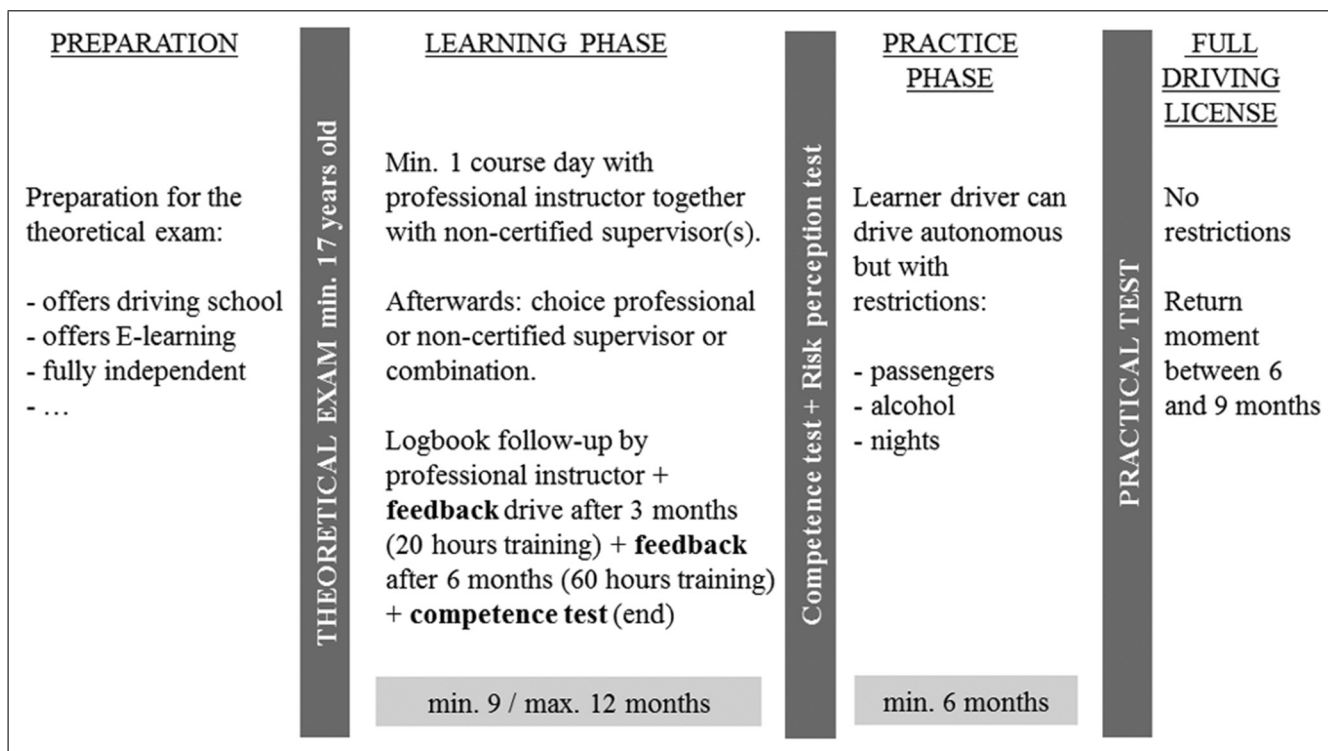 PREPARATION
Preparation for the
theoretical exam:
- offers driving school
- offers E-learning
- fully independent
- …
THEORETICAL EXAM min. 17 years old
LEARNING PHASE
Min. 1 course day with
professional instructor together
with non-certified supervisor(s).
Afterwards: choice professional
or non-certified supervisor or
combination.
Logbook follow-up by
professional instructor +
feedback drive after 3 months
(20 hours training) + feedback
after 6 months (60 hours training)
+ competence test (end)
min. 9 / max. 12 months
Competence test + Risk perception test
PRACTICE
PHASE
Learner driver can
drive autonomous
but with
restrictions:
- passengers
- alcohol
- nights
min. 6 months
PRACTICAL TEST
FULL
DRIVING
LICENSE
No
restrictions
Return
moment
between 6
and 9 months